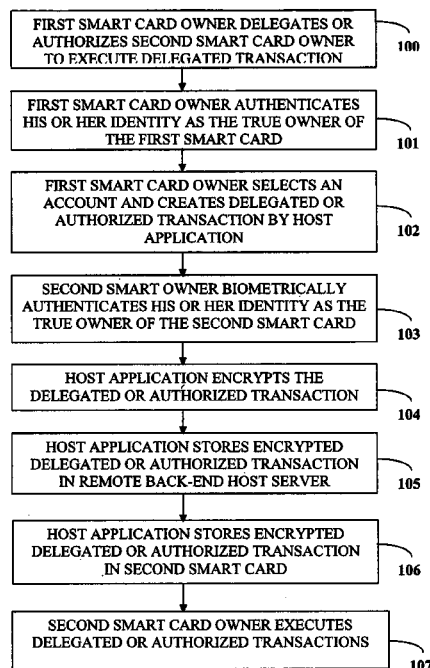 FIRST SMART CARD OWNER DELEGATES OR
AUTHORIZES SECOND SMART CARD OWNER
TO EXECUTE DELEGATED TRANSACTION
100
FIRST SMART CARD OWNER AUTHENTICATES
HIS OR HER IDENTITY AS THE TRUE OWNER OF
THE FIRST SMART CARD
101
FIRST SMART CARD OWNER SELECTS AN
ACCOUNT AND CREATES DELEGATED OR
AUTHORIZED TRANSACTION BY HOST
APPLICATION
102
SECOND SMART OWNER BIOMETRICALLY
AUTHENTICATES HIS OR HER IDENTITY AS THE
TRUE OWNER OF THE SECOND SMART CARD
103
HOST APPLICATION ENCRYPTS THE
DELEGATED OR AUTHORIZED TRANSACTION
104
HOST APPLICATION STORES ENCRYPTED
DELEGATED OR AUTHORIZED TRANSACTION
IN REMOTE BACK-END HOST SERVER
105
HOST APPLICATION STORES ENCRYPTED
DELEGATED OR AUTHORIZED TRANSACTION
IN SECOND SMART CARD
106
SECOND SMART CARD OWNER EXECUTES
DELEGATED OR AUTHORIZED TRANSACTIONS
107